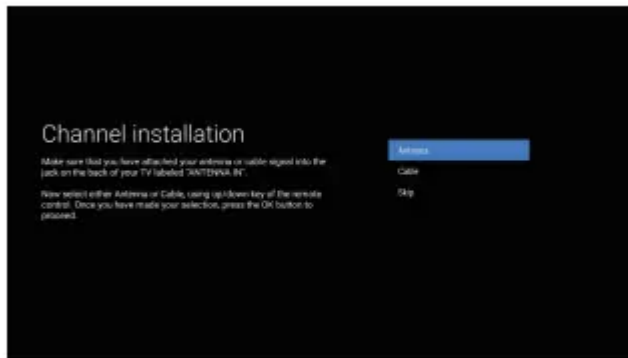 Channel installation
Make sure that you have attached your antenna or cable signal into the
jack on the back of your TV labeled "ANTENNA IN".
Now select either Antenna or Cable, using up/down key of the remote
control. Once you have made your selection, press the OK button to
proceed.
Antenna
Cable
Skip